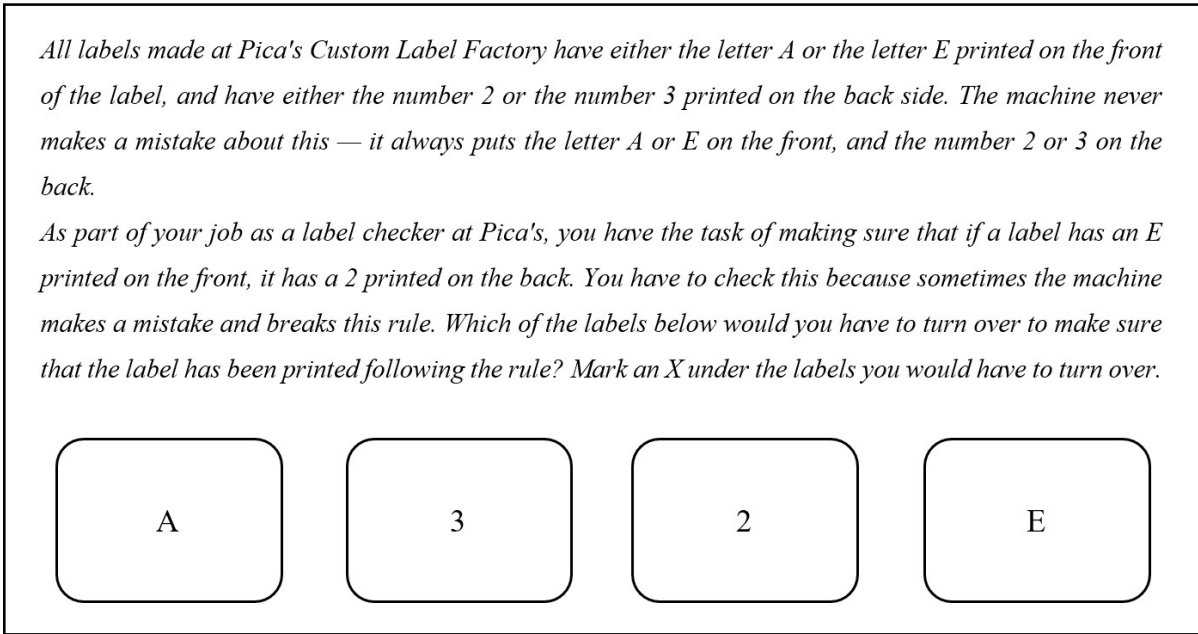 All labels made at Pica's Custom Label Factory have either the letter A or the letter E printed on the front
of the label, and have either the number 2 or the number 3 printed on the back side. The machine never
makes a mistake about this — it always puts the letter A or E on the front, and the number 2 or 3 on the
back.
As part of your job as a label checker at Pica's, you have the task of making sure that if a label has an E
printed on the front, it has a 2 printed on the back. You have to check this because sometimes the machine
makes a mistake and breaks this rule. Which of the labels below would you have to turn over to make sure
that the label has been printed following the rule? Mark an X under the labels you would have to turn over.
A 3 2 E